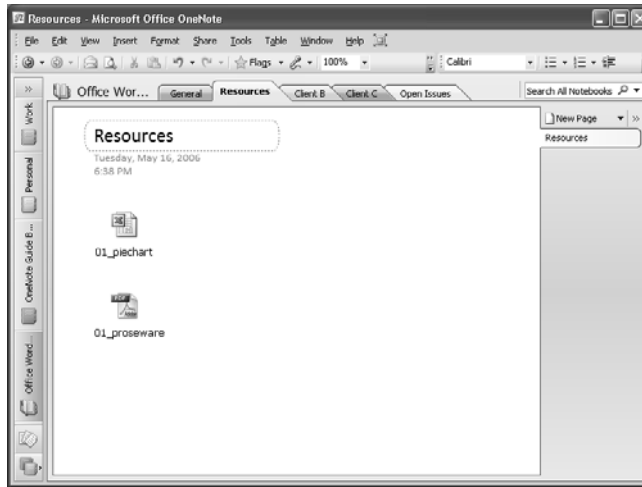 Resources - Microsoft Office OneNote
File Edit View Insert Format Share Tools Table Window Help
Flags 100% Calibri
Office Wor... General Resources Client B Client C Open Issues Search All Notebooks
New Page
Resources
Work
Personal
OneNote Guide B...
Office Word...
Resources
Tuesday, May 16, 2006
6:38 PM
01_piechart
PDF
01_proseware